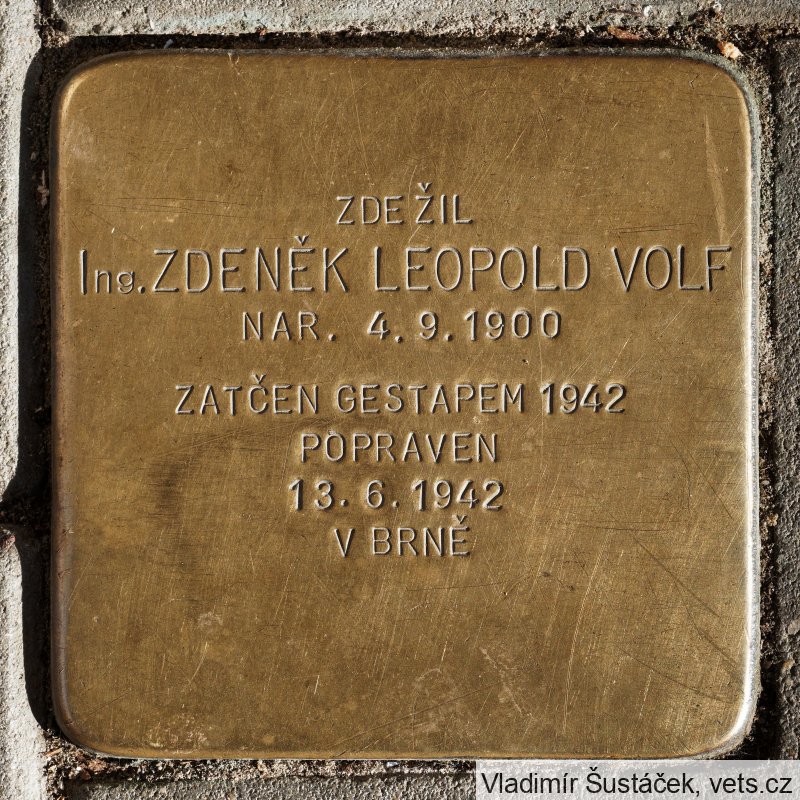 ZDE ŽIL
Ing. ZDENĚK LEOPOLD VOLF
NAR. 4.9.1900
ZATČEN GESTAPEM 1942
POPRAVEN
13.6.1942
V BRNĚ
Vladimír Šustáček, vets.cz